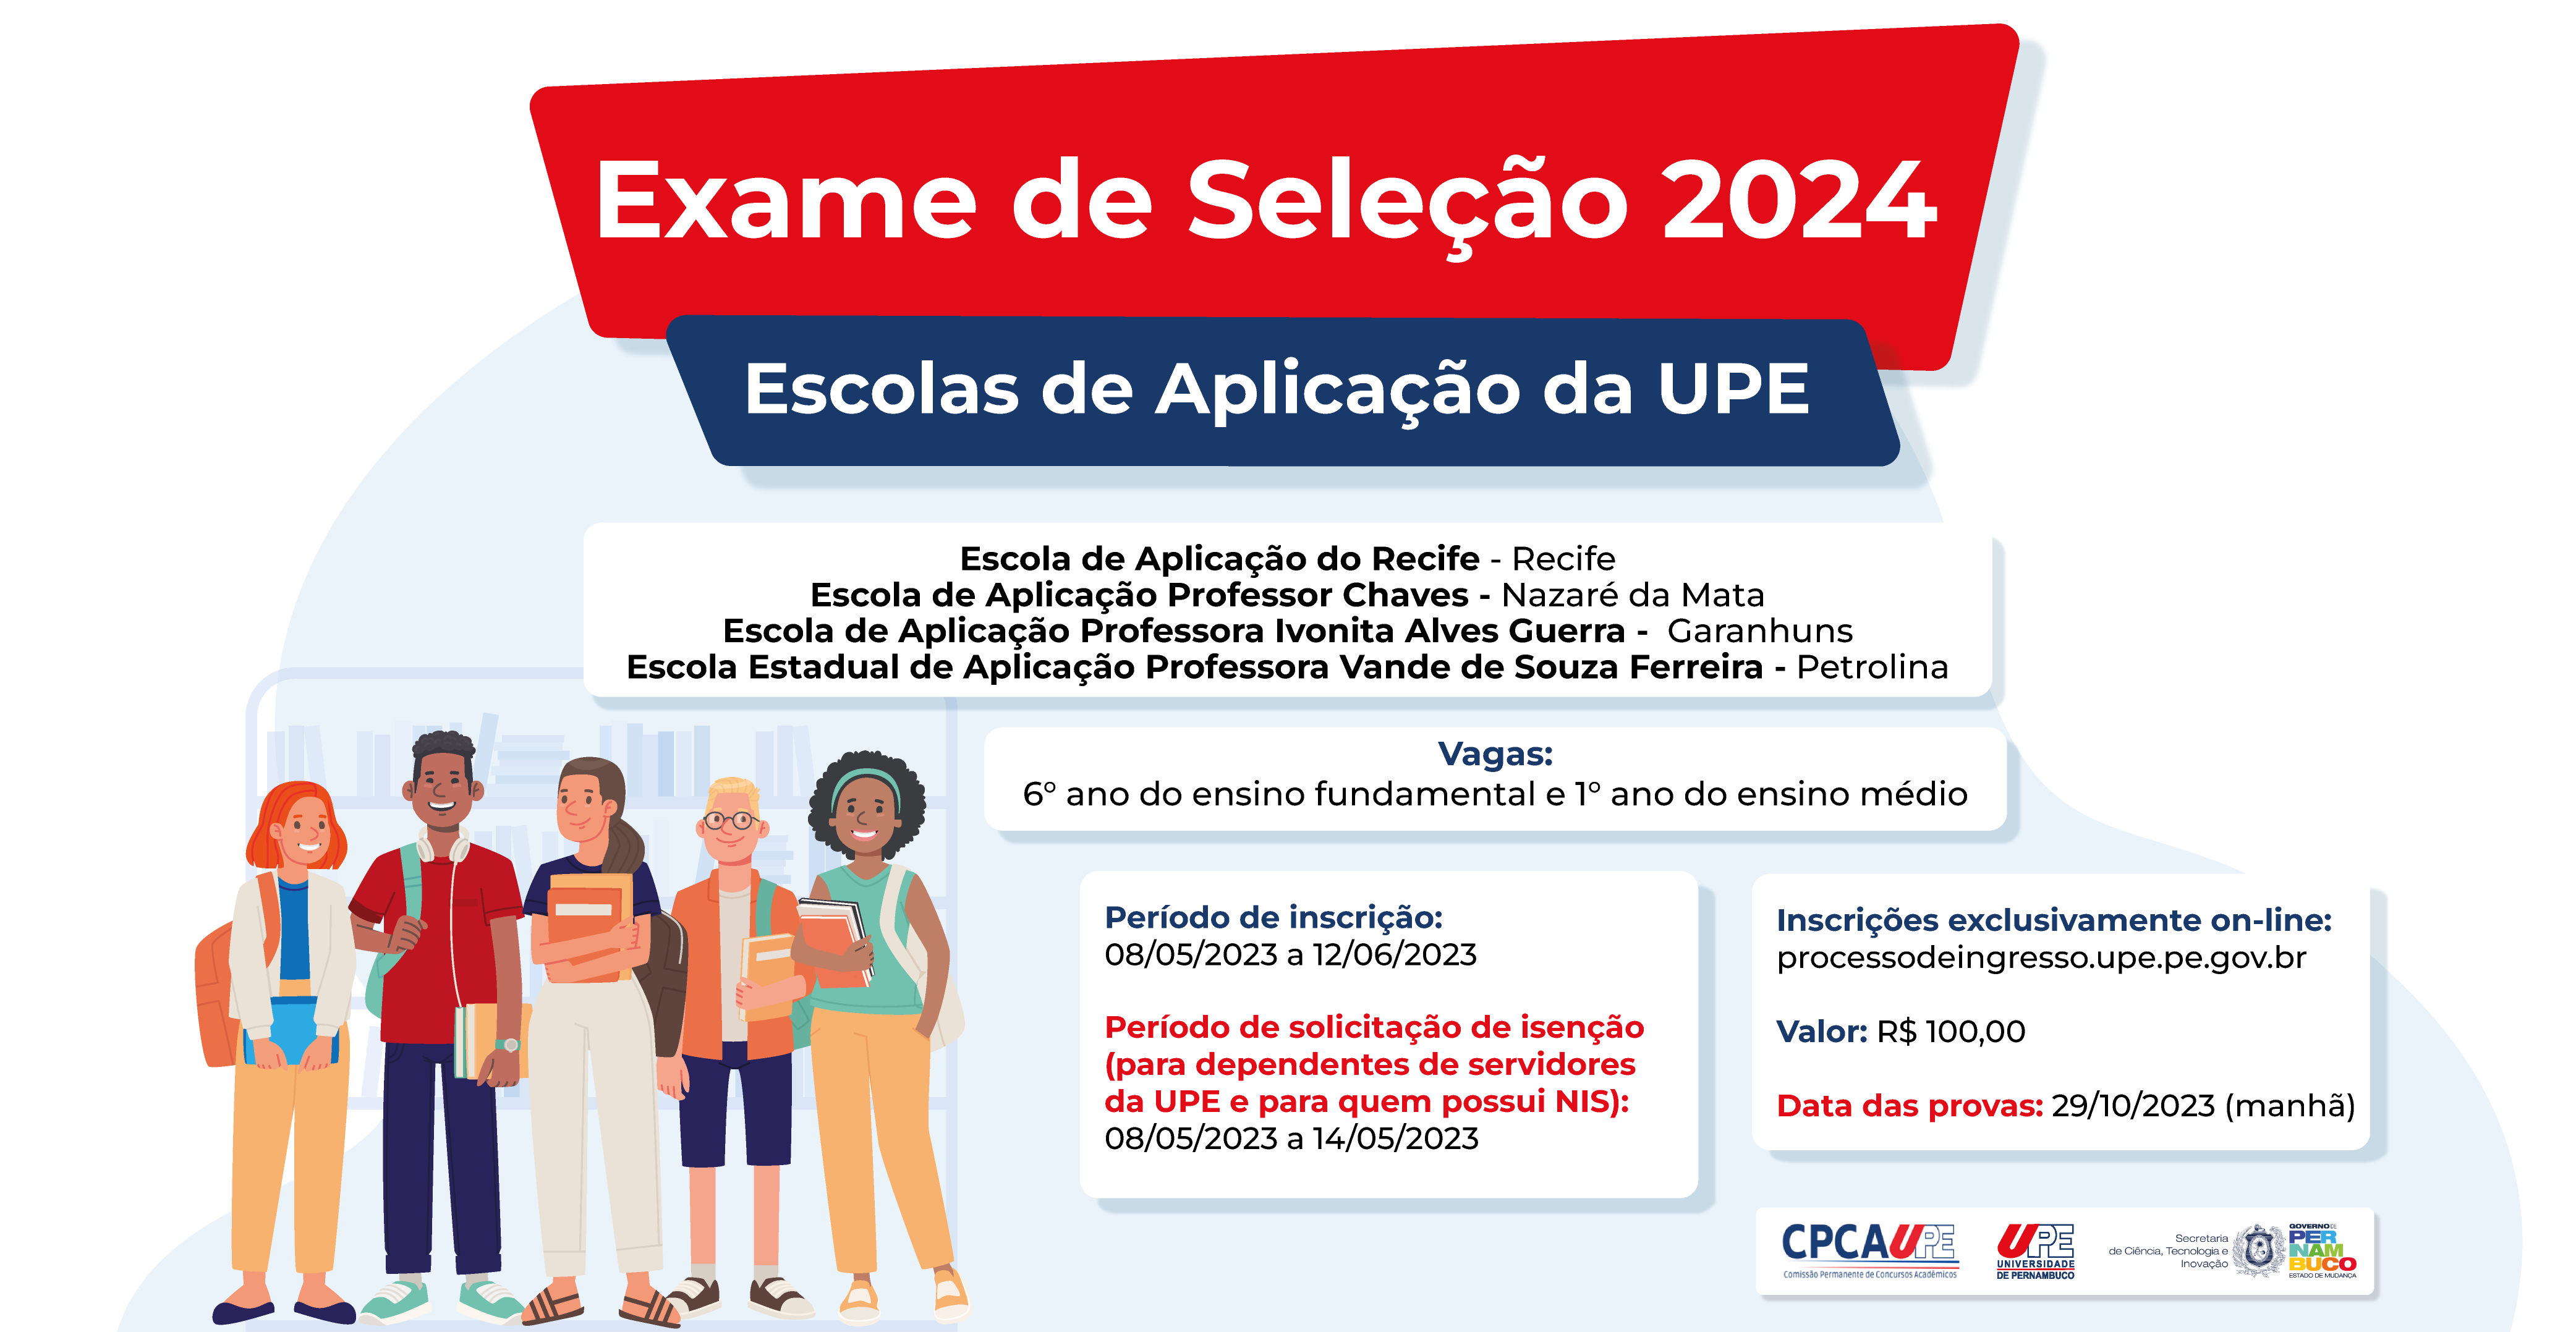 Exame de Seleção 2024
Escolas de Aplicação da UPE
Escola de Aplicação do Recife - Recife
Escola de Aplicação Professor Chaves - Nazaré da Mata
Escola de Aplicação Professora Ivonita Alves Guerra - Garanhuns
Escola Estadual de Aplicação Professora Vande de Souza Ferreira - Petrolina
Vagas:
6º ano do ensino fundamental e 1º ano do ensino médio
Período de inscrição:
08/05/2023 a 12/06/2023
Período de solicitação de isenção
(para dependentes de servidores
da UPE e para quem possui NIS):
08/05/2023 a 14/05/2023
Inscrições exclusivamente on-line:
processodeingresso.upe.pe.gov.br
Valor: R$ 100,00
Data das provas: 29/10/2023 (manhã)
CPCAUPE
Comissão Permanente de Concursos Acadêmicos
UPE
UNIVERSIDADE
DE PERNAMBUCO
Secretaria
de Ciência, Tecnologia e
Inovação
GOVERNO DE
PER
NAM
BUCO
ESTADO DE MUDANÇA